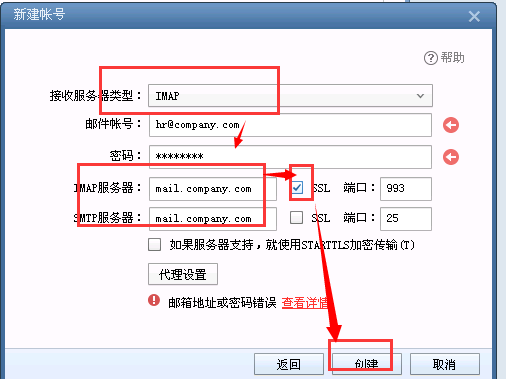 新建帐号
帮助
接收服务器类型： IMAP
邮件帐号： hr@company.com
密码： ********
IMAP服务器： mail.company.com SSL 端口： 993
SMTP服务器： mail.company.com SSL 端口： 25
如果服务器支持，就使用STARTTLS加密传输(T)
代理设置
邮箱地址或密码错误 查看详情
返回 创建 取消